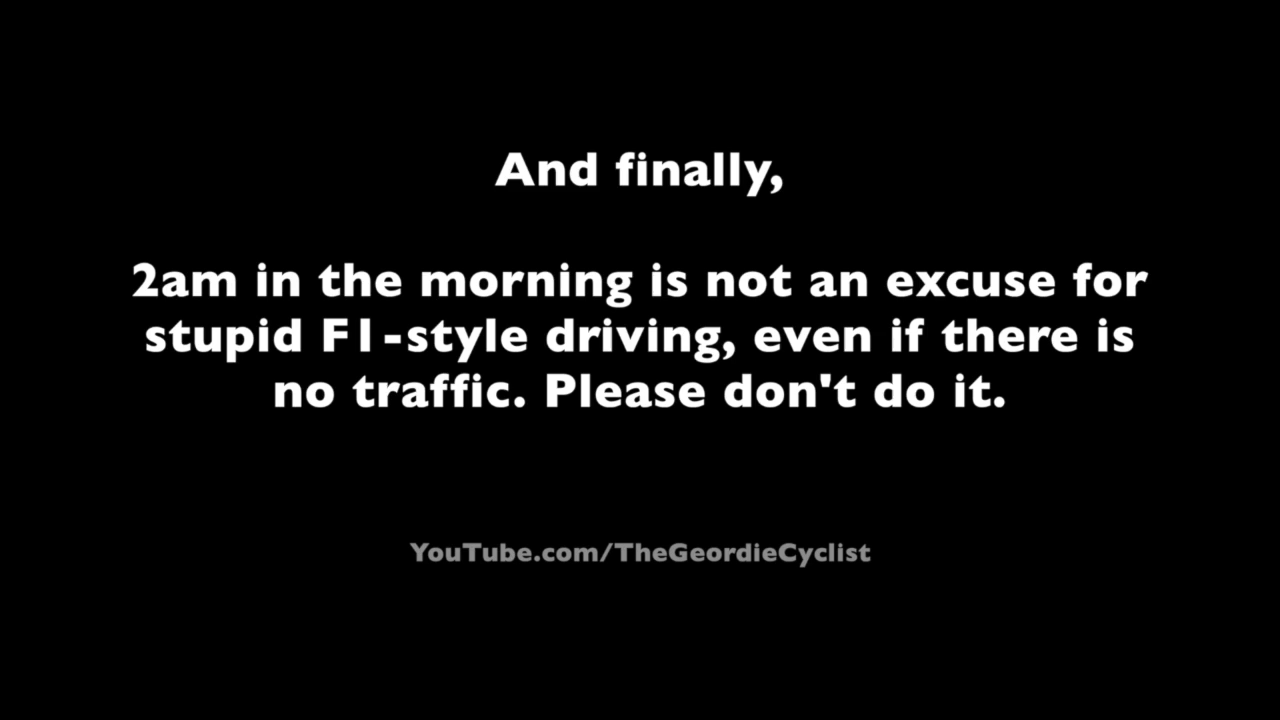 And finally,
2am in the morning is not an excuse for
stupid F1-style driving, even if there is
no traffic. Please don't do it.
YouTube.com/TheGeordieCyclist